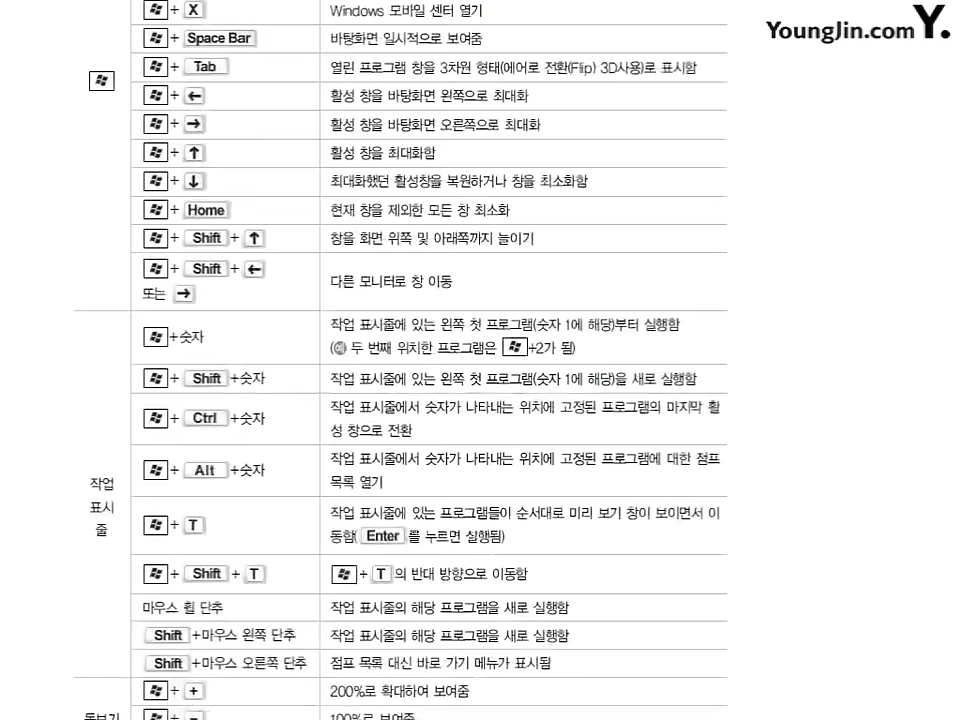 + X Windows 모바일 센터 열기
YoungJin.com Y.
+ Space Bar 바탕화면 일시적으로 보여줌
+ Tab 열린 프로그램 창을 3차원 형태(에어로 전환(Flip) 3D사용)로 표시함
+ ← 활성 창을 바탕화면 왼쪽으로 최대화
+ → 활성 창을 바탕화면 오른쪽으로 최대화
+ ↑ 활성 창을 최대화함
+ ↓ 최대화했던 활성창을 복원하거나 창을 최소화함
+ Home 현재 창을 제외한 모든 창 최소화
+ Shift + ↑ 창을 화면 위쪽 및 아래쪽까지 늘이기
+ Shift + ←
또는 → 다른 모니터로 창 이동
작업
표시
줄
+숫자 작업 표시줄에 있는 왼쪽 첫 프로그램(숫자 1에 해당)부터 실행함
(예 두 번째 위치한 프로그램은 +2가 됨)
+ Shift +숫자 작업 표시줄에 있는 왼쪽 첫 프로그램(숫자 1에 해당)을 새로 실행함
+ Ctrl +숫자 작업 표시줄에서 숫자가 나타내는 위치에 고정된 프로그램의 마지막 활
성 창으로 전환
+ Alt +숫자 작업 표시줄에서 숫자가 나타내는 위치에 고정된 프로그램에 대한 점프
목록 열기
+ T 작업 표시줄에 있는 프로그램들이 순서대로 미리 보기 창이 보이면서 이
동함( Enter 를 누르면 실행됨)
+ Shift + T + T 의 반대 방향으로 이동함
마우스 휠 단추 작업 표시줄의 해당 프로그램을 새로 실행함
Shift +마우스 왼쪽 단추 작업 표시줄의 해당 프로그램을 새로 실행함
Shift +마우스 오른쪽 단추 점프 목록 대신 바로 가기 메뉴가 표시됨
+ + 200%로 확대하여 보여줌
돋보기
+ - 100%로 보여줌